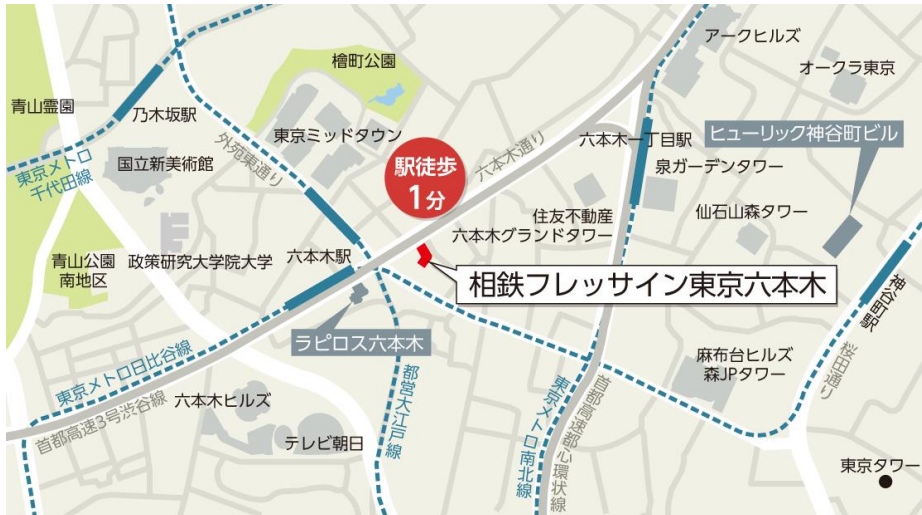 アークヒルズ
オークラ東京
檜町公園
青山霊園
乃木坂駅
東京ミッドタウン
外苑東通り
六本木通り
六本木一丁目駅
ヒューリック神谷町ビル
東京メトロ
千代田線
国立新美術館
駅徒歩
1分
泉ガーデンタワー
住友不動産
六本木グランドタワー
仙石山森タワー
青山公園
南地区
政策研究大学院大学
六本木駅
相鉄フレッサイン東京六本木
神谷町駅
ラピロス六本木
桜田通り
麻布台ヒルズ
森JPタワー
東京メトロ日比谷線
首都高速3号渋谷線
六本木ヒルズ
テレビ朝日
都営大江戸線
東京メトロ南北線
首都高速都心環状線
東京タワー